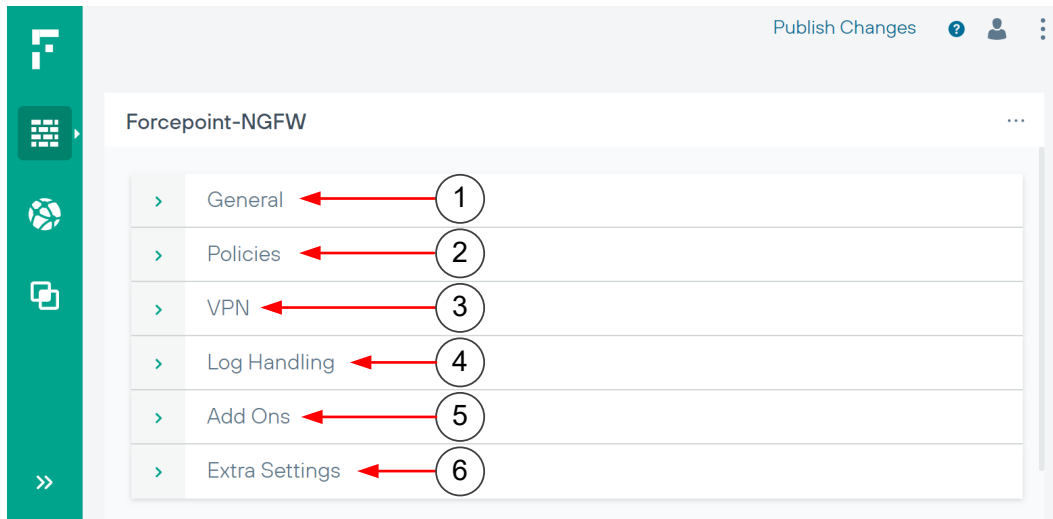 Publish Changes ?
Forcepoint-NGFW ...
General 1
Policies 2
VPN 3
Log Handling 4
Add Ons 5
Extra Settings 6